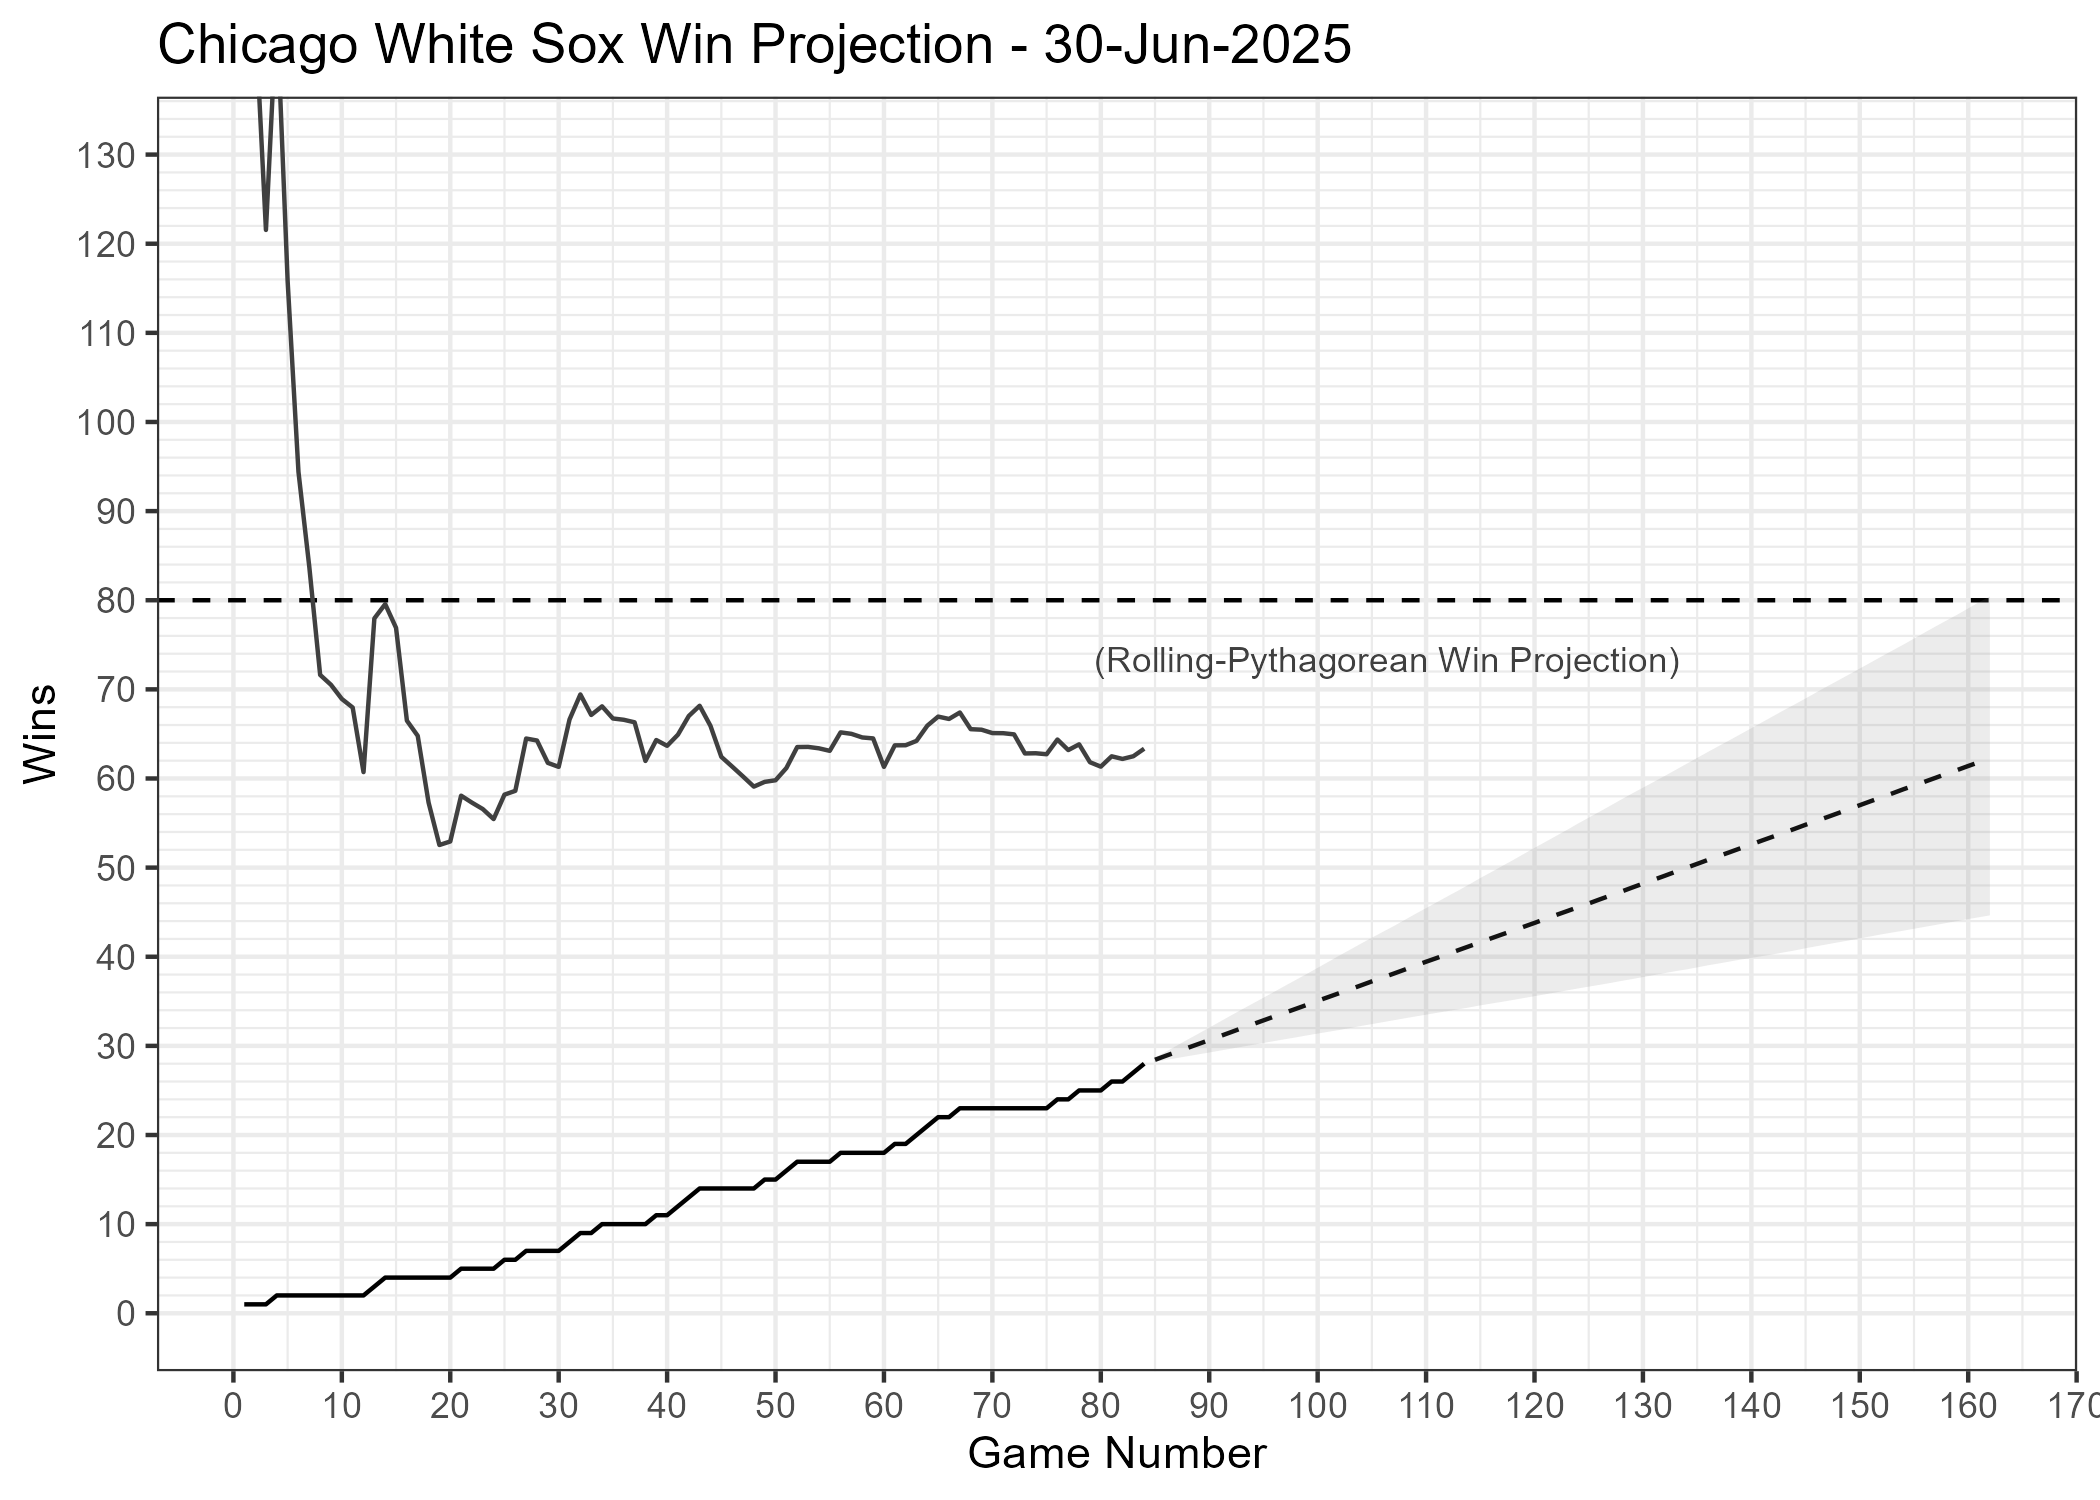 Chicago White Sox Win Projection - 30-Jun-2025
130
120
110
100
90
80
(Rolling-Pythagorean Win Projection)
70
60
50
40
30
20
10
0
Wins
0 10 20 30 40 50 60 70 80 90 100 110 120 130 140 150 160 170
Game Number